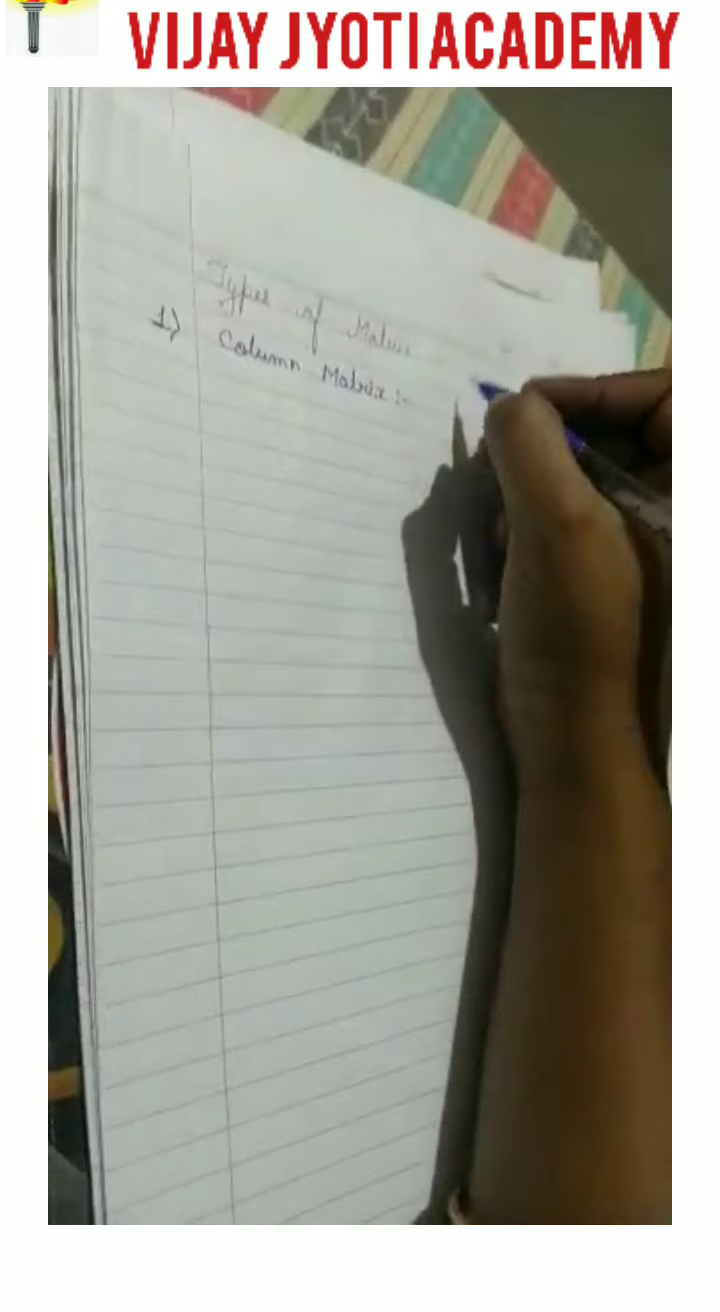 VIJAY JYOTI ACADEMY
Types of Matrix
1) Column Matrix :-